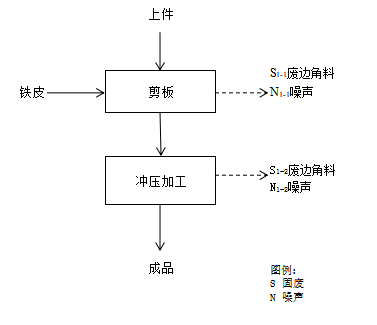 上件
S₁₋₁废边角料
铁皮
剪板
N₁₋₁噪声
S₁₋₂废边角料
冲压加工
N₁₋₂噪声
成品
图例：
S 固废
N 噪声